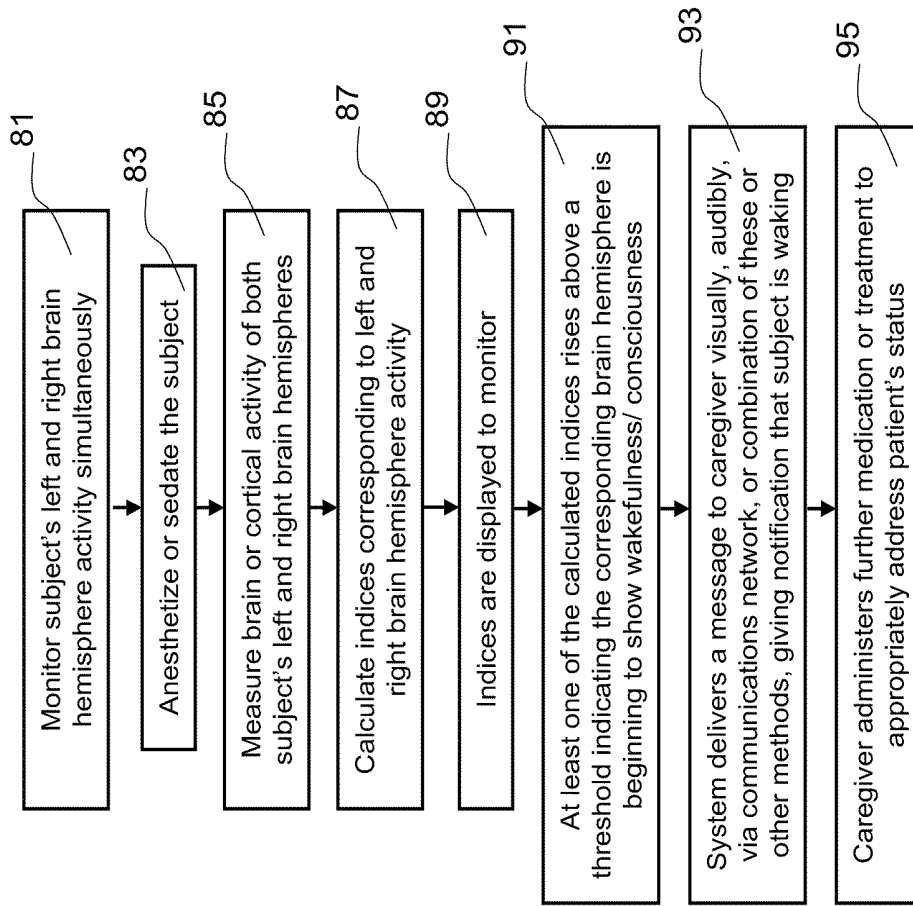 81
Monitor subject's left and right brain
hemisphere activity simultaneously
83
Anesthetize or sedate the subject
85
Measure brain or cortical activity of both
subject's left and right brain hemispheres
87
Calculate indices corresponding to left and
right brain hemisphere activity
89
Indices are displayed to monitor
91
At least one of the calculated indices rises above a
threshold indicating the corresponding brain hemisphere is
beginning to show wakefulness/ consciousness
93
System delivers a message to caregiver visually, audibly,
via communications network, or combination of these or
other methods, giving notification that subject is waking
95
Caregiver administers further medication or treatment to
appropriately address patient's status